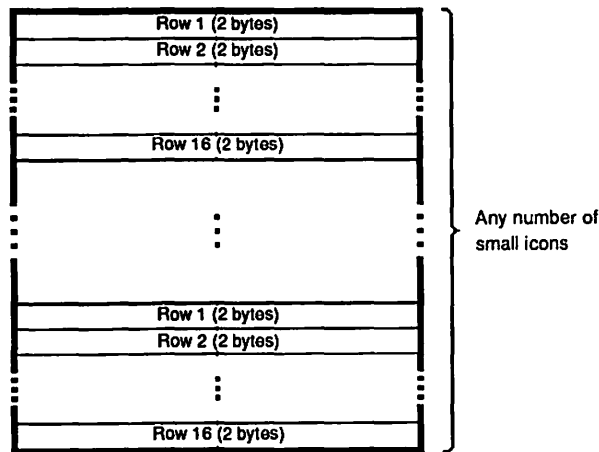 Row 1 (2 bytes)
Row 2 (2 bytes)
Row 16 (2 bytes)
Any number of
small icons
Row 1 (2 bytes)
Row 2 (2 bytes)
Row 16 (2 bytes)